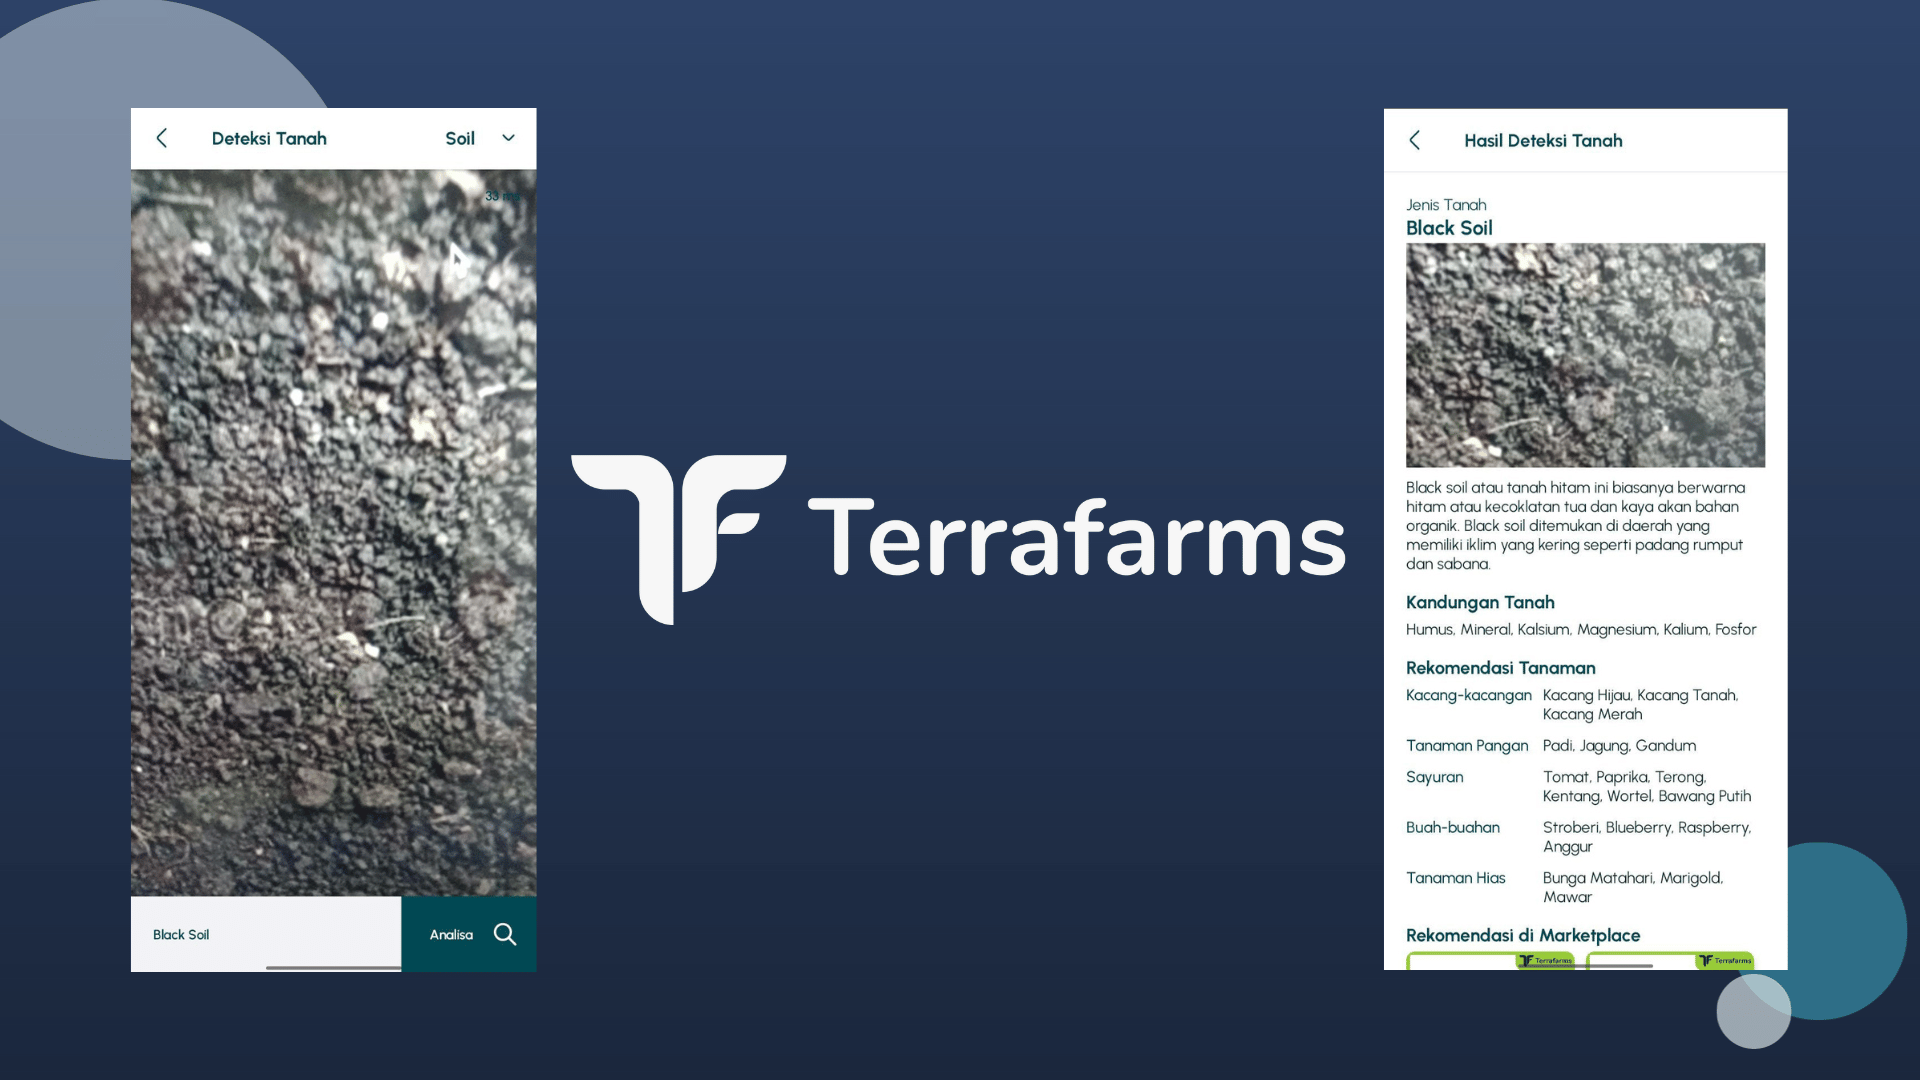 Deteksi Tanah
Soil
33 ms
Black Soil
Analisa
Terrafarms
Hasil Deteksi Tanah
Jenis Tanah
Black Soil
Black soil atau tanah hitam ini biasanya berwarna
hitam atau kecoklatan tua dan kaya akan bahan
organik. Black soil ditemukan di daerah yang
memiliki iklim yang kering seperti padang rumput
dan sabana.
Kandungan Tanah
Humus, Mineral, Kalsium, Magnesium, Kalium, Fosfor
Rekomendasi Tanaman
Kacang-kacangan Kacang Hijau, Kacang Tanah,
Kacang Merah
Tanaman Pangan Padi, Jagung, Gandum
Sayuran Tomat, Paprika, Terong,
Kentang, Wortel, Bawang Putih
Buah-buahan Stroberi, Blueberry, Raspberry,
Anggur
Tanaman Hias Bunga Matahari, Marigold,
Mawar
Rekomendasi di Marketplace
Terrafarms
Terrafarms